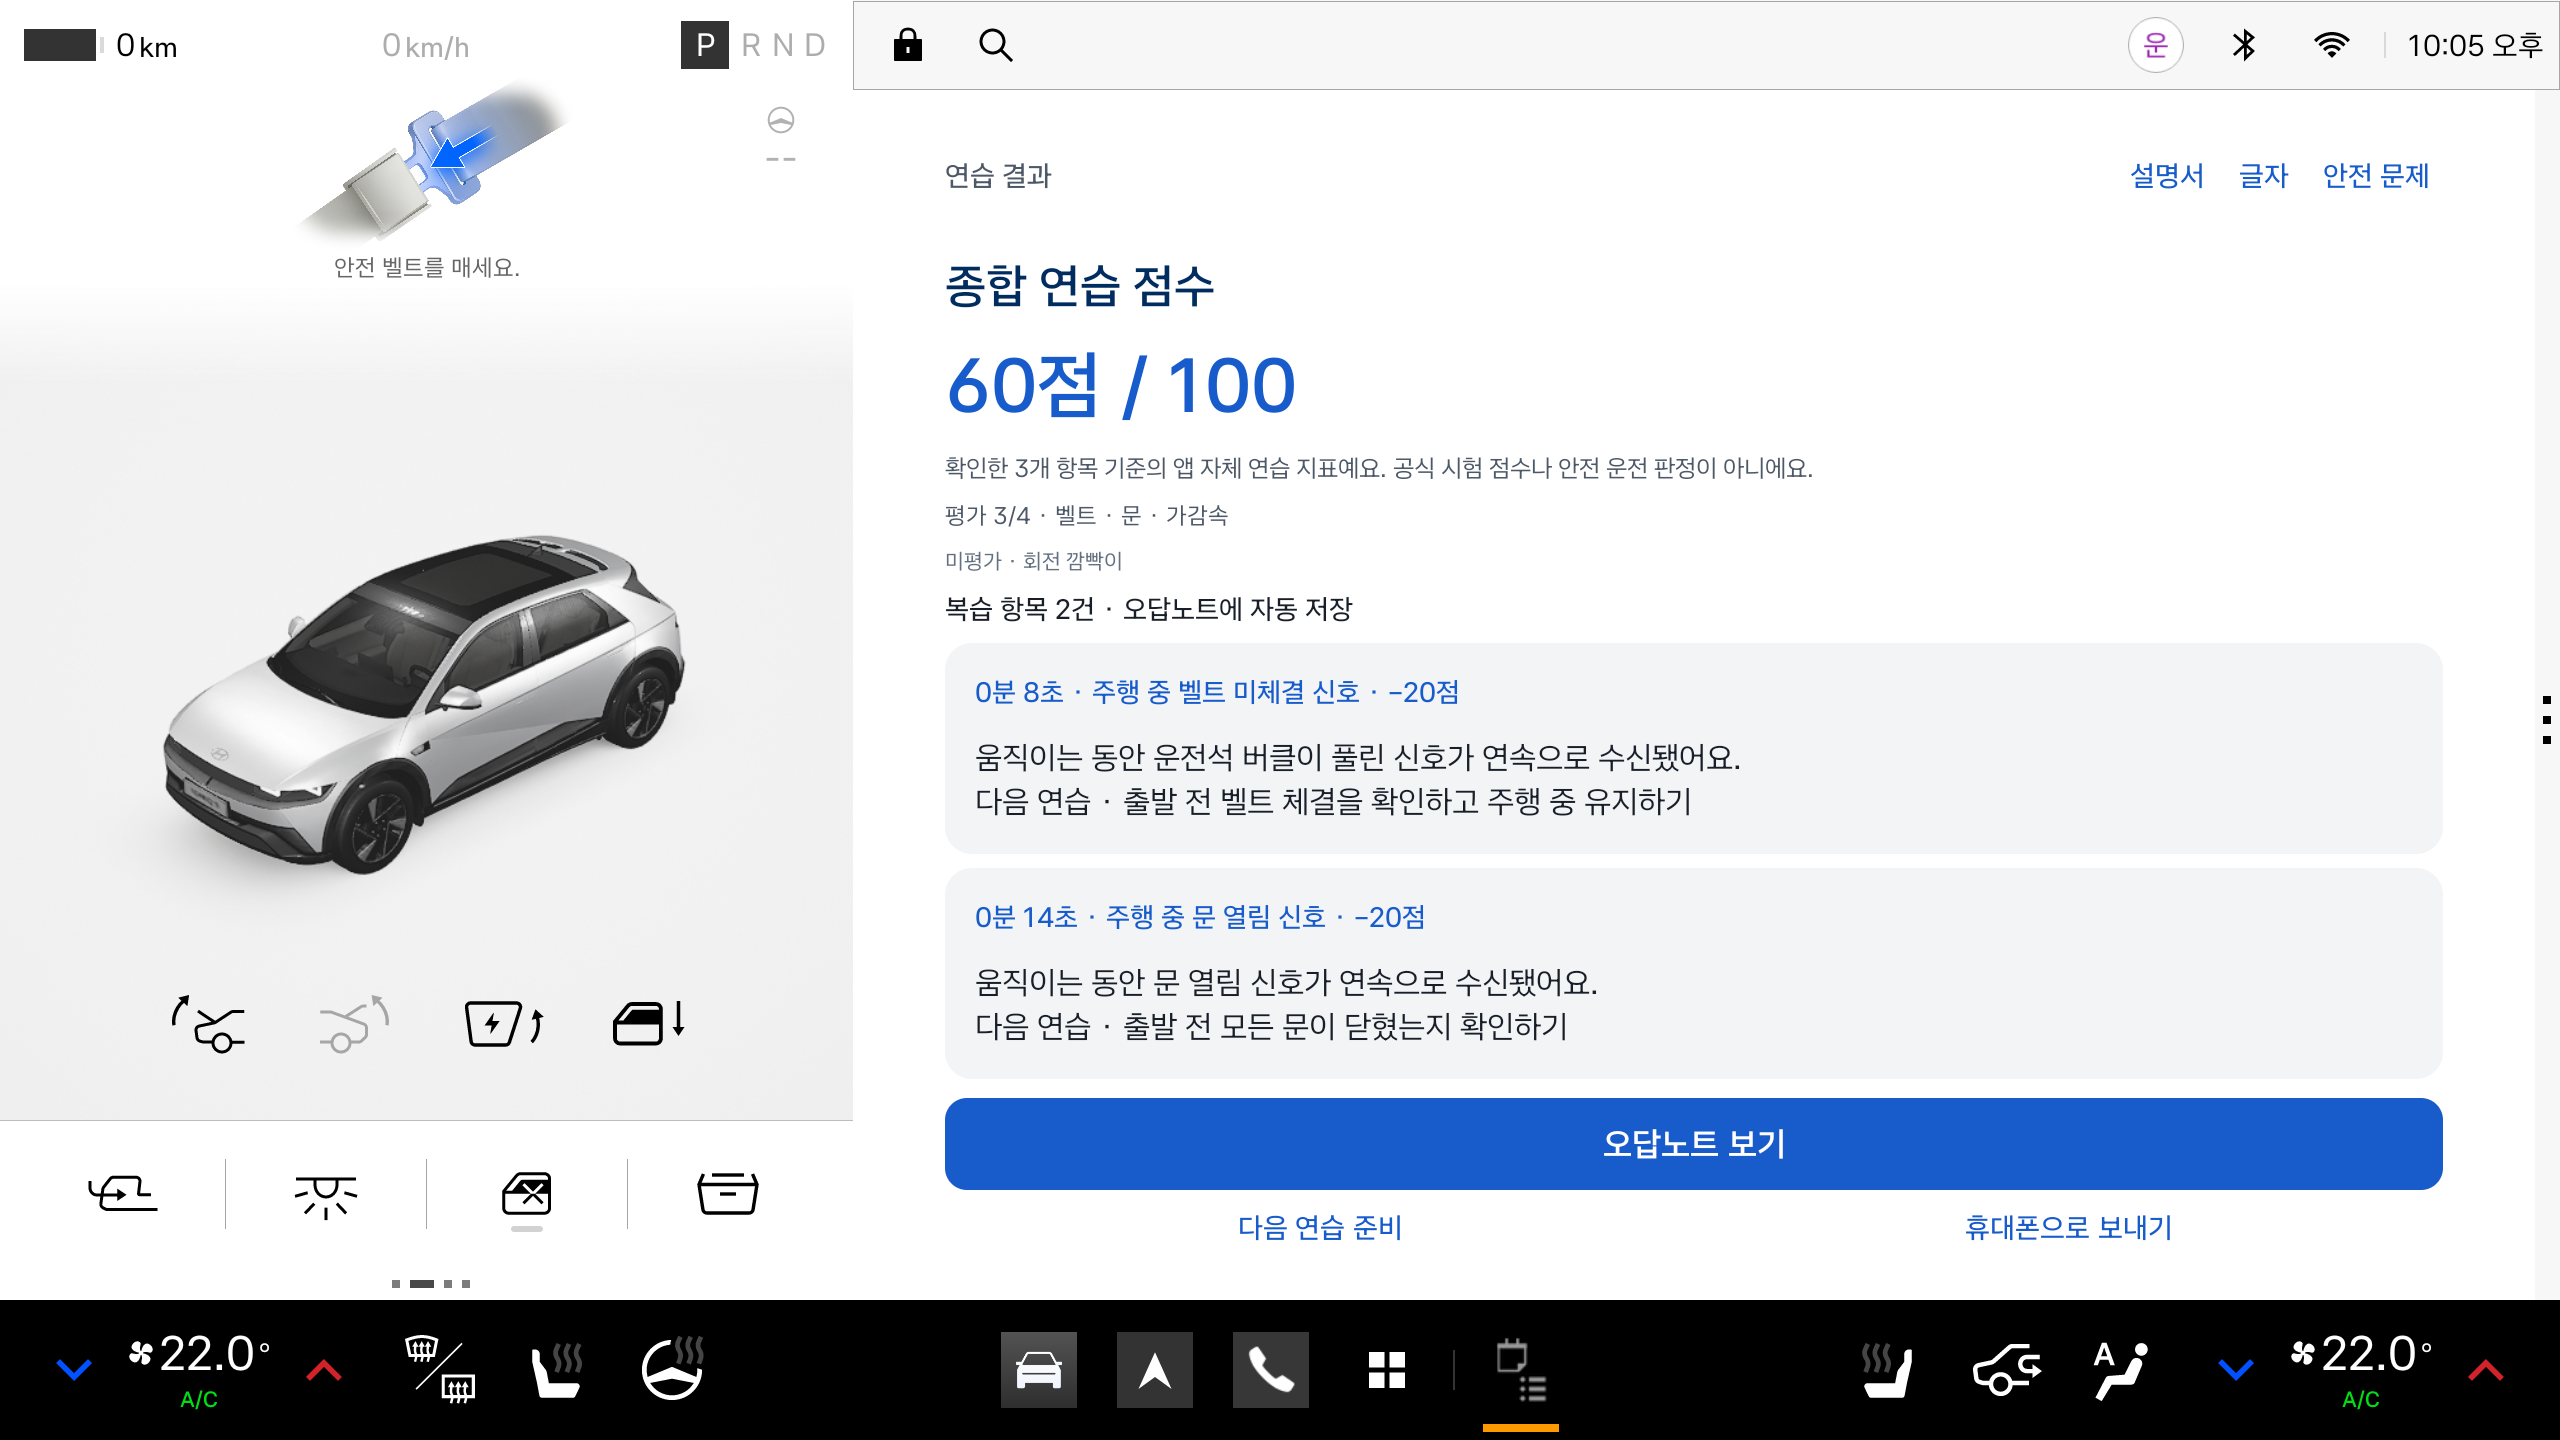 0 km
0 km/h
P R N D
안전 벨트를 매세요.
운
10:05 오후
연습 결과
설명서 글자 안전 문제
종합 연습 점수
60점 / 100
확인한 3개 항목 기준의 앱 자체 연습 지표예요. 공식 시험 점수나 안전 운전 판정이 아니에요.
평가 3/4 · 벨트 · 문 · 가감속
미평가 · 회전 깜빡이
복습 항목 2건 · 오답노트에 자동 저장
0분 8초 · 주행 중 벨트 미체결 신호 · −20점
움직이는 동안 운전석 버클이 풀린 신호가 연속으로 수신됐어요.
다음 연습 · 출발 전 벨트 체결을 확인하고 주행 중 유지하기
0분 14초 · 주행 중 문 열림 신호 · −20점
움직이는 동안 문 열림 신호가 연속으로 수신됐어요.
다음 연습 · 출발 전 모든 문이 닫혔는지 확인하기
오답노트 보기
다음 연습 준비
휴대폰으로 보내기
22.0°
A/C
A
22.0°
A/C